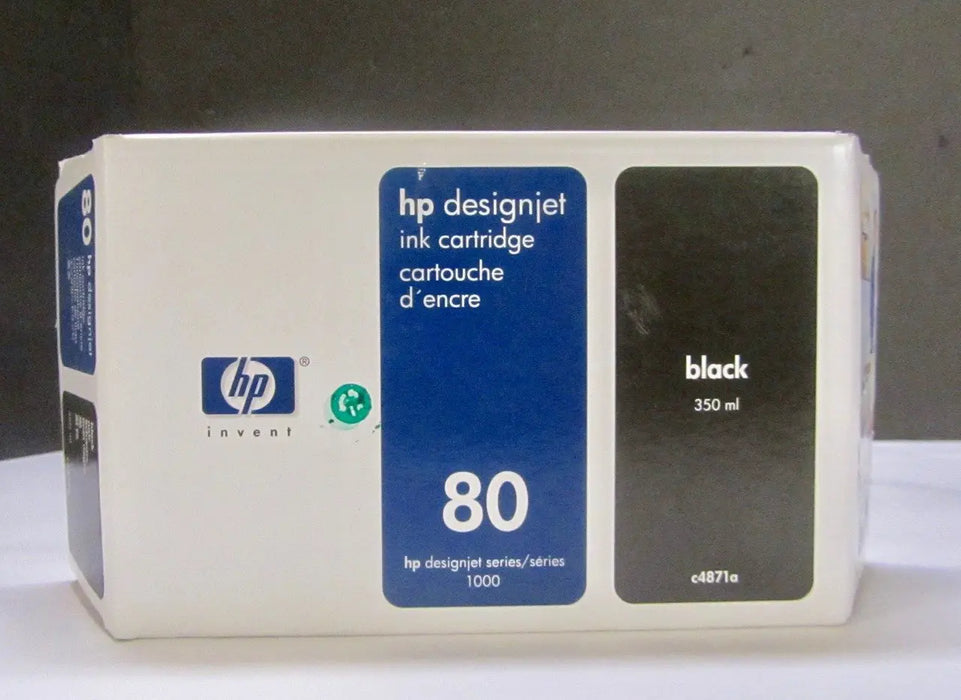 80 hp designjet
hp
®
invent
hp designjet
ink cartridge
cartouche
d´encre
80
hp designjet series/séries
1000
black
350 ml
c4871a